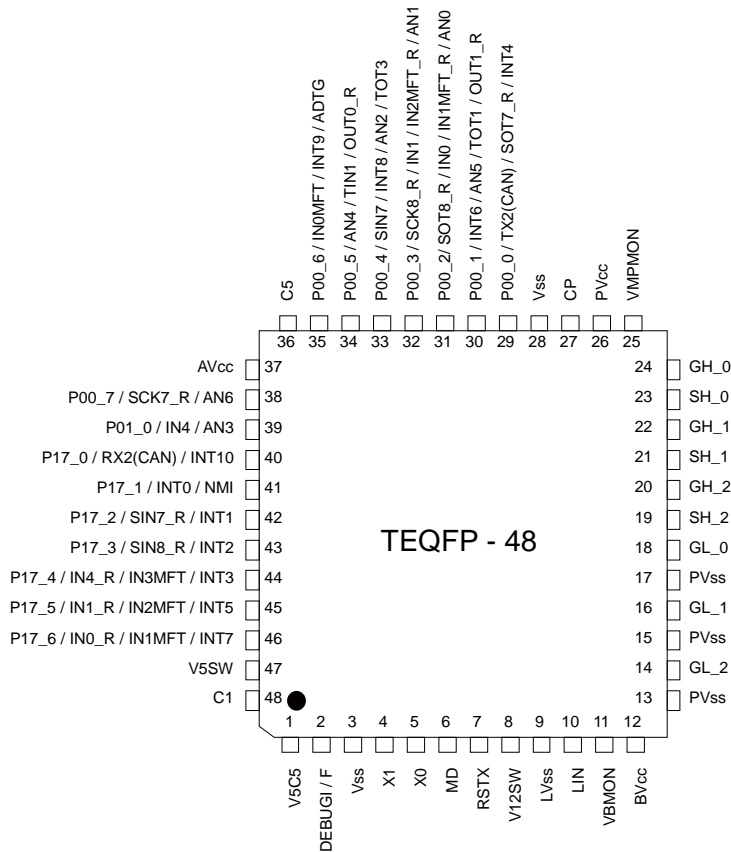 C5
P00_6 / IN0MFT / INT9 / ADTG
P00_5 / AN4 / TIN1 / OUT0_R
P00_4 / SIN7 / INT8 / AN2 / TOT3
P00_3 / SCK8_R / IN1 / IN2MFT_R / AN1
P00_2/ SOT8_R / IN0 / IN1MFT_R / AN0
P00_1 / INT6 / AN5 / TOT1 / OUT1_R
P00_0 / TX2(CAN) / SOT7_R / INT4
Vss
CP
PVcc
VMPMON
36 35 34 33 32 31 30 29 28 27 26 25
AVcc 37
P00_7 / SCK7_R / AN6 38
P01_0 / IN4 / AN3 39
P17_0 / RX2(CAN) / INT10 40
P17_1 / INT0 / NMI 41
P17_2 / SIN7_R / INT1 42
P17_3 / SIN8_R / INT2 43
P17_4 / IN4_R / IN3MFT / INT3 44
P17_5 / IN1_R / IN2MFT / INT5 45
P17_6 / IN0_R / IN1MFT / INT7 46
V5SW 47
C1 48
TEQFP - 48
24 GH_0
23 SH_0
22 GH_1
21 SH_1
20 GH_2
19 SH_2
18 GL_0
17 PVss
16 GL_1
15 PVss
14 GL_2
13 PVss
1 2 3 4 5 6 7 8 9 10 11 12
V5C5
DEBUGI / F
Vss
X1
X0
MD
RSTX
V12SW
LVss
LIN
VBMON
BVcc